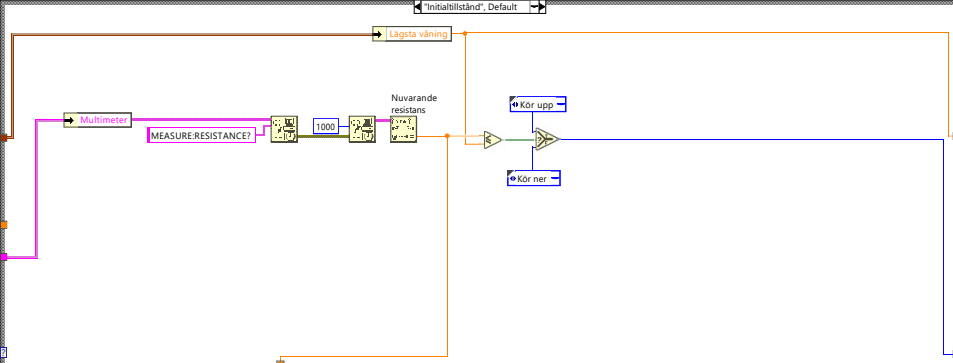 "Initialtillstånd", Default
Lägsta våning
Nuvarande
resistans
Kör upp
Multimeter
1000
MEASURE:RESISTANCE?
≤
?
Kör ner
?